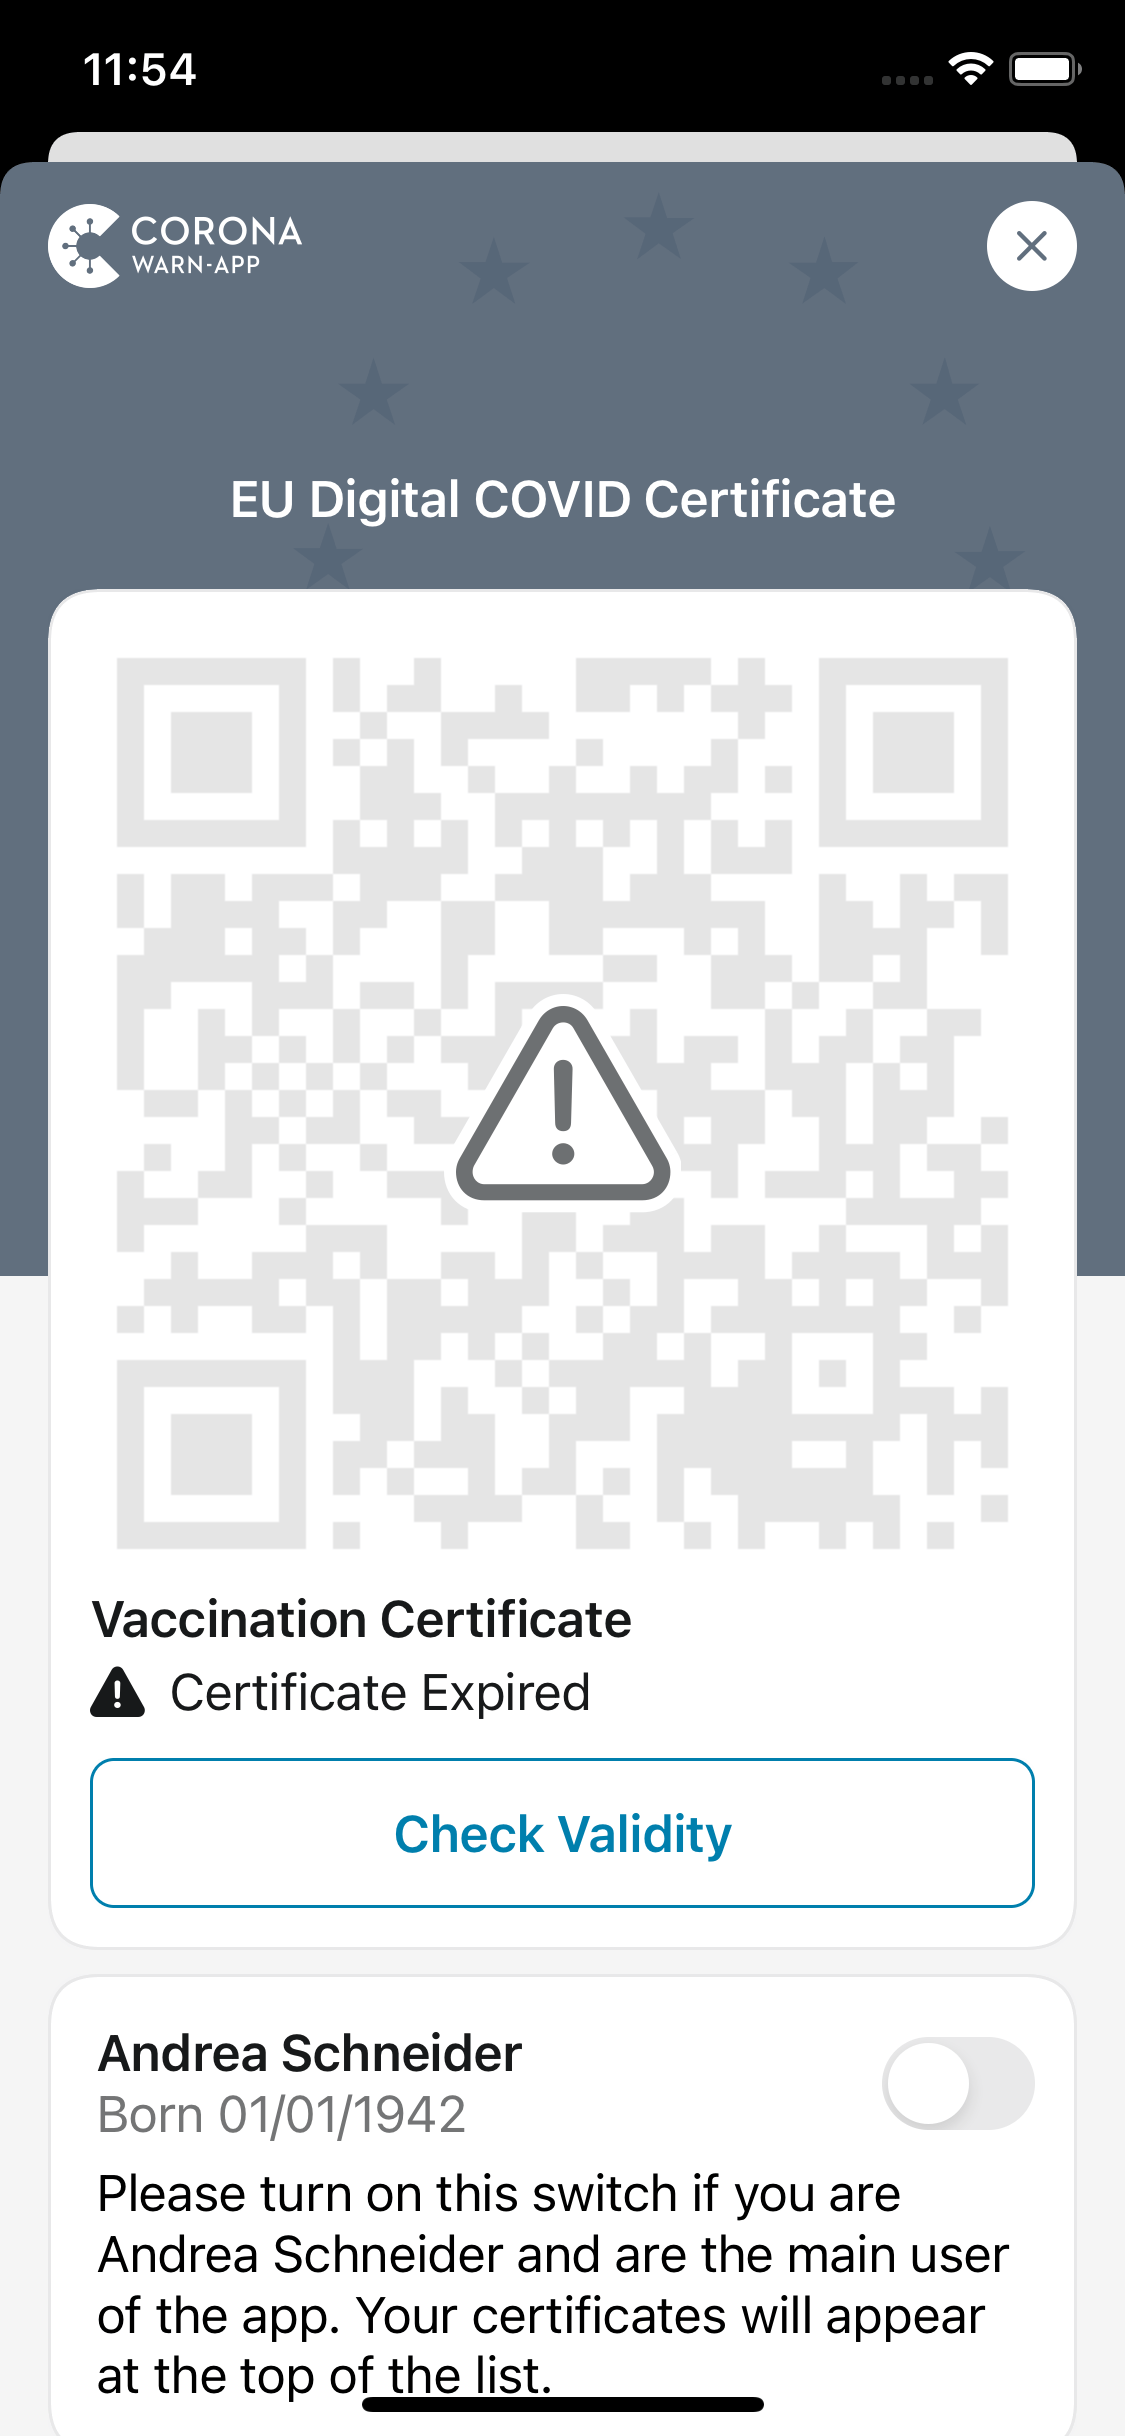 11:54
CORONA
WARN-APP
EU Digital COVID Certificate
Vaccination Certificate
Certificate Expired
Check Validity
Andrea Schneider
Born 01/01/1942
Please turn on this switch if you are
Andrea Schneider and are the main user
of the app. Your certificates will appear
at the top of the list.